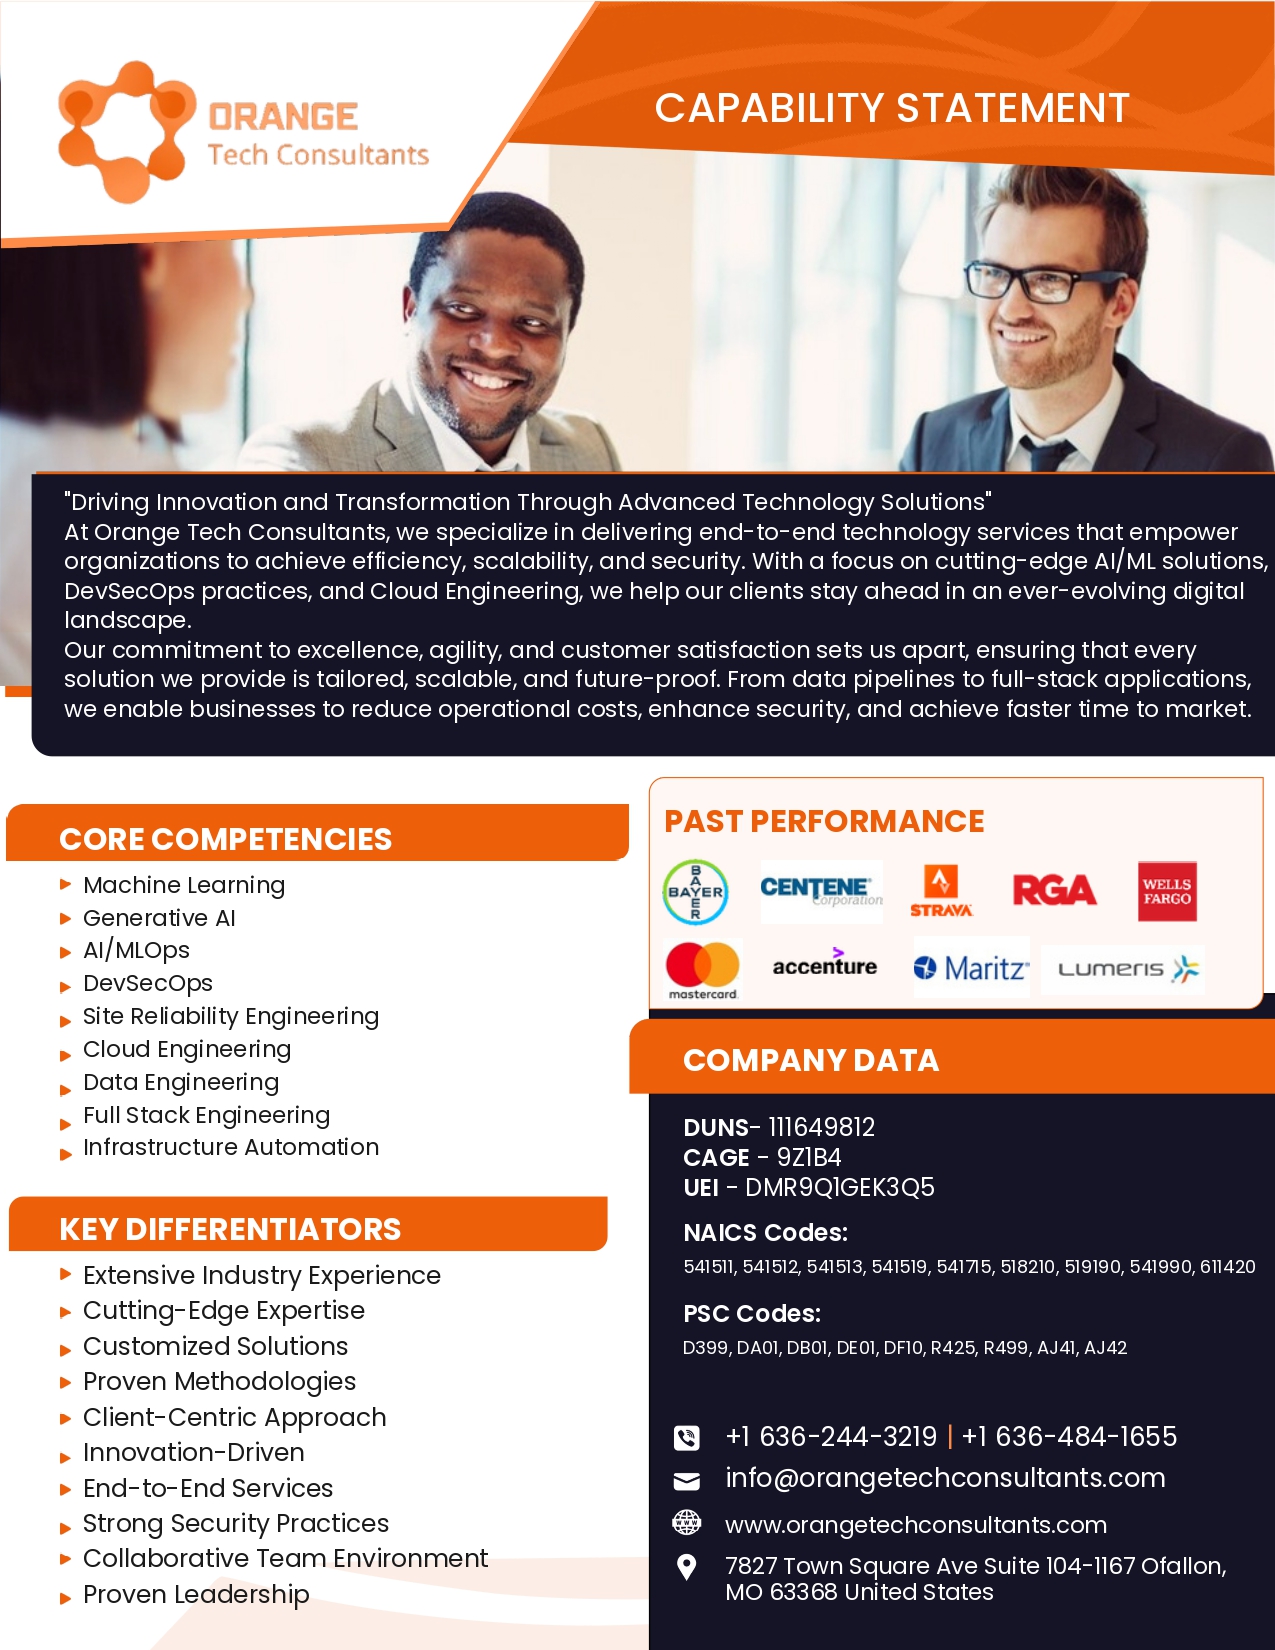 ORANGE
Tech Consultants
CAPABILITY STATEMENT
"Driving Innovation and Transformation Through Advanced Technology Solutions"
At Orange Tech Consultants, we specialize in delivering end-to-end technology services that empower
organizations to achieve efficiency, scalability, and security. With a focus on cutting-edge AI/ML solutions,
DevSecOps practices, and Cloud Engineering, we help our clients stay ahead in an ever-evolving digital
landscape.
Our commitment to excellence, agility, and customer satisfaction sets us apart, ensuring that every
solution we provide is tailored, scalable, and future-proof. From data pipelines to full-stack applications,
we enable businesses to reduce operational costs, enhance security, and achieve faster time to market.
CORE COMPETENCIES
Machine Learning
Generative AI
AI/MLOps
DevSecOps
Site Reliability Engineering
Cloud Engineering
Data Engineering
Full Stack Engineering
Infrastructure Automation
KEY DIFFERENTIATORS
Extensive Industry Experience
Cutting-Edge Expertise
Customized Solutions
Proven Methodologies
Client-Centric Approach
Innovation-Driven
End-to-End Services
Strong Security Practices
Collaborative Team Environment
Proven Leadership
PAST PERFORMANCE
BAYER
BAYER
CENTENE
Corporation
STRAVA
RGA
WELLS
FARGO
mastercard
accenture
Maritz
LUMERIS
COMPANY DATA
DUNS- 111649812
CAGE - 9Z1B4
UEI - DMR9Q1GEK3Q5
NAICS Codes:
541511, 541512, 541513, 541519, 541715, 518210, 519190, 541990, 611420
PSC Codes:
D399, DA01, DB01, DE01, DF10, R425, R499, AJ41, AJ42
+1 636-244-3219 | +1 636-484-1655
info@orangetechconsultants.com
www.orangetechconsultants.com
7827 Town Square Ave Suite 104-1167 Ofallon,
MO 63368 United States